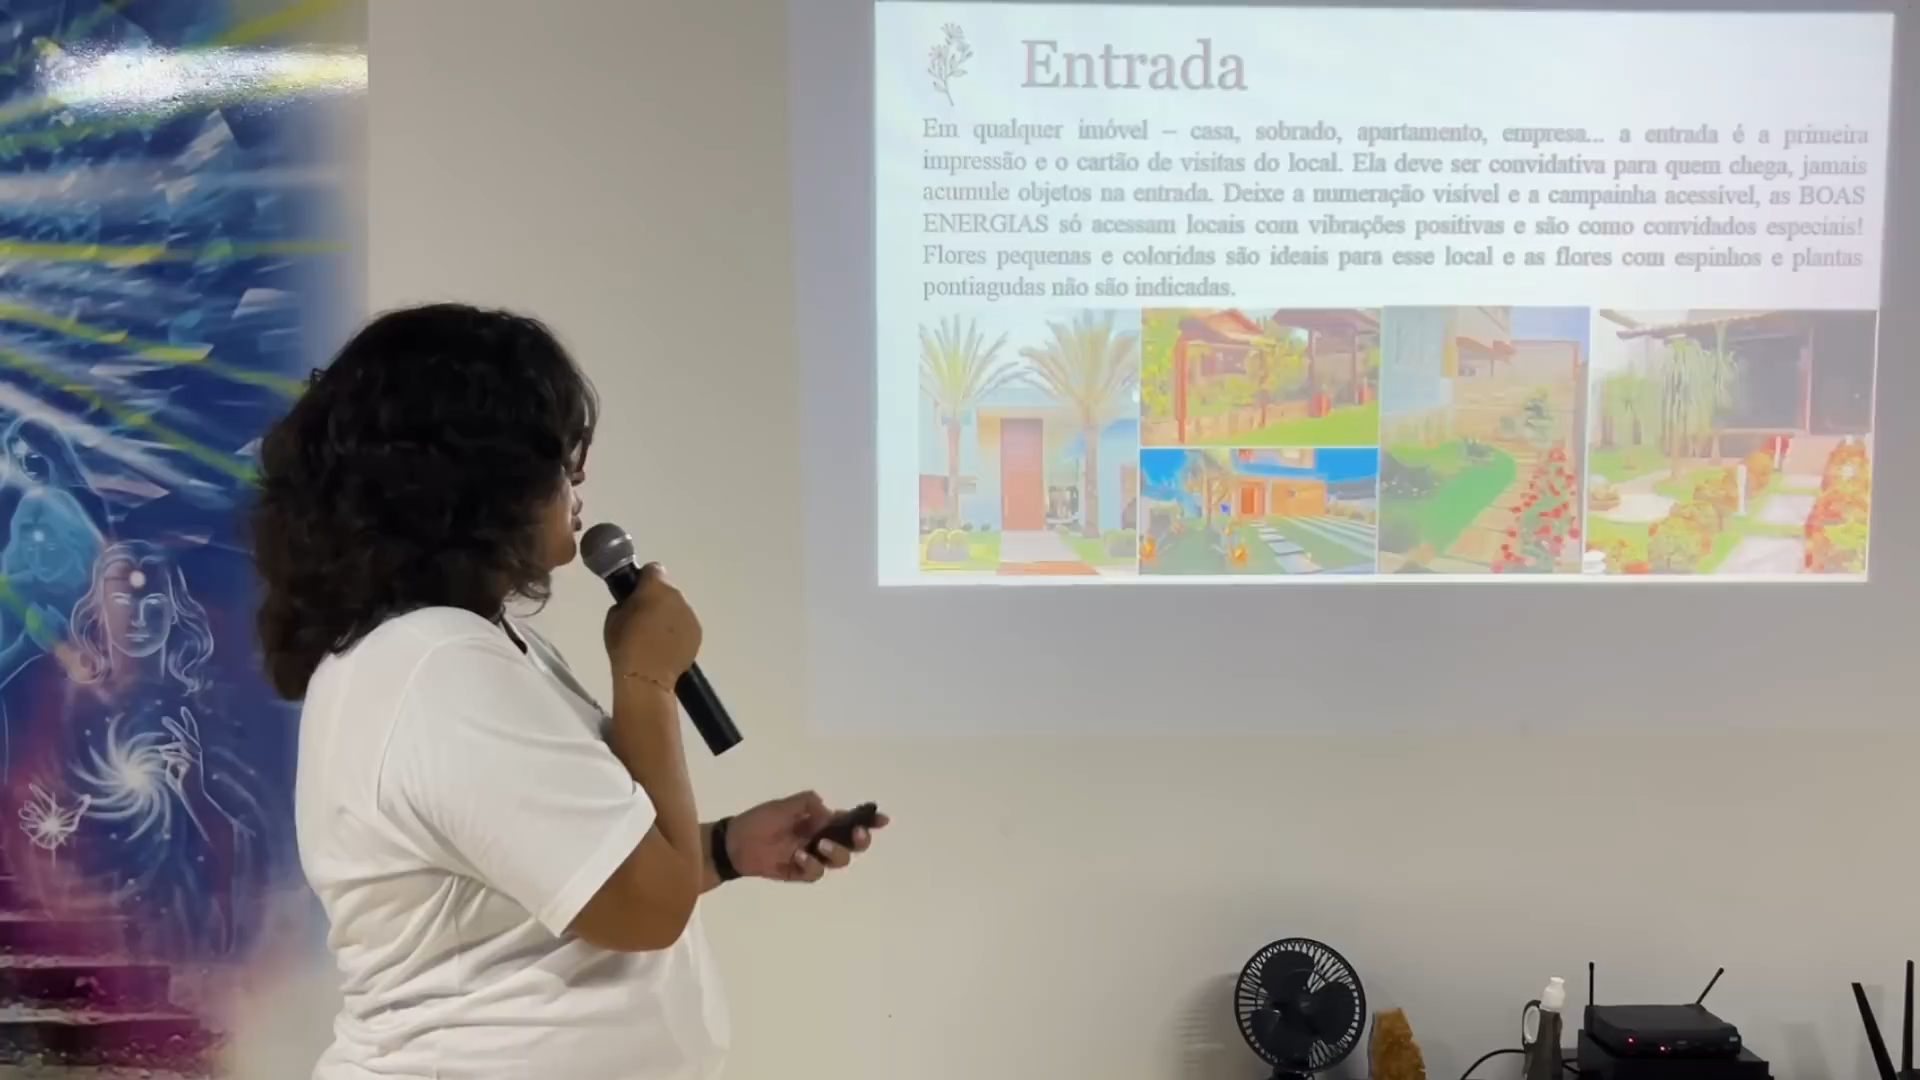 Entrada
Em qualquer imóvel – casa, sobrado, apartamento, empresa... a entrada é a primeira
impressão e o cartão de visitas do local. Ela deve ser convidativa para quem chega, jamais
acumule objetos na entrada. Deixe a numeração visível e a campainha acessível, as BOAS
ENERGIAS só acessam locais com vibrações positivas e são como convidados especiais!
Flores pequenas e coloridas são ideais para esse local e as flores com espinhos e plantas
pontiagudas não são indicadas.